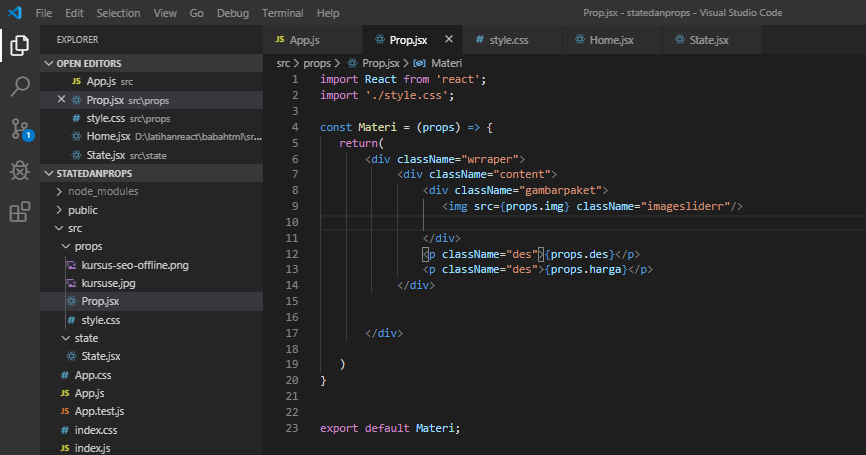 File Edit Selection View Go Debug Terminal Help Prop.jsx - statedanprops - Visual Studio Code
EXPLORER
OPEN EDITORS
JS App.js src
Prop.jsx src\props
# style.css src\props
Home.jsx D:\latihanreact\babahtml\sr...
State.jsx src\state
STATEDANPROPS
node_modules
public
src
props
kursus-seo-offline.png
kursuse.jpg
Prop.jsx
# style.css
state
State.jsx
# App.css
JS App.js
JS App.test.js
# index.css
JS index.js
1
JS App.js Prop.jsx # style.css Home.jsx State.jsx
src > props > Prop.jsx > Materi
1 import React from 'react';
2 import './style.css';
3
4 const Materi = (props) => {
5 return(
6 <div className="wrraper">
7 <div className="content">
8 <div className="gambarpaket">
9 <img src={props.img} className="imagesliderr"/>
10
11 </div>
12 <p className="des">{props.des}</p>
13 <p className="des">{props.harga}</p>
14 </div>
15
16
17 </div>
18
19 )
20 }
21
22
23 export default Materi;